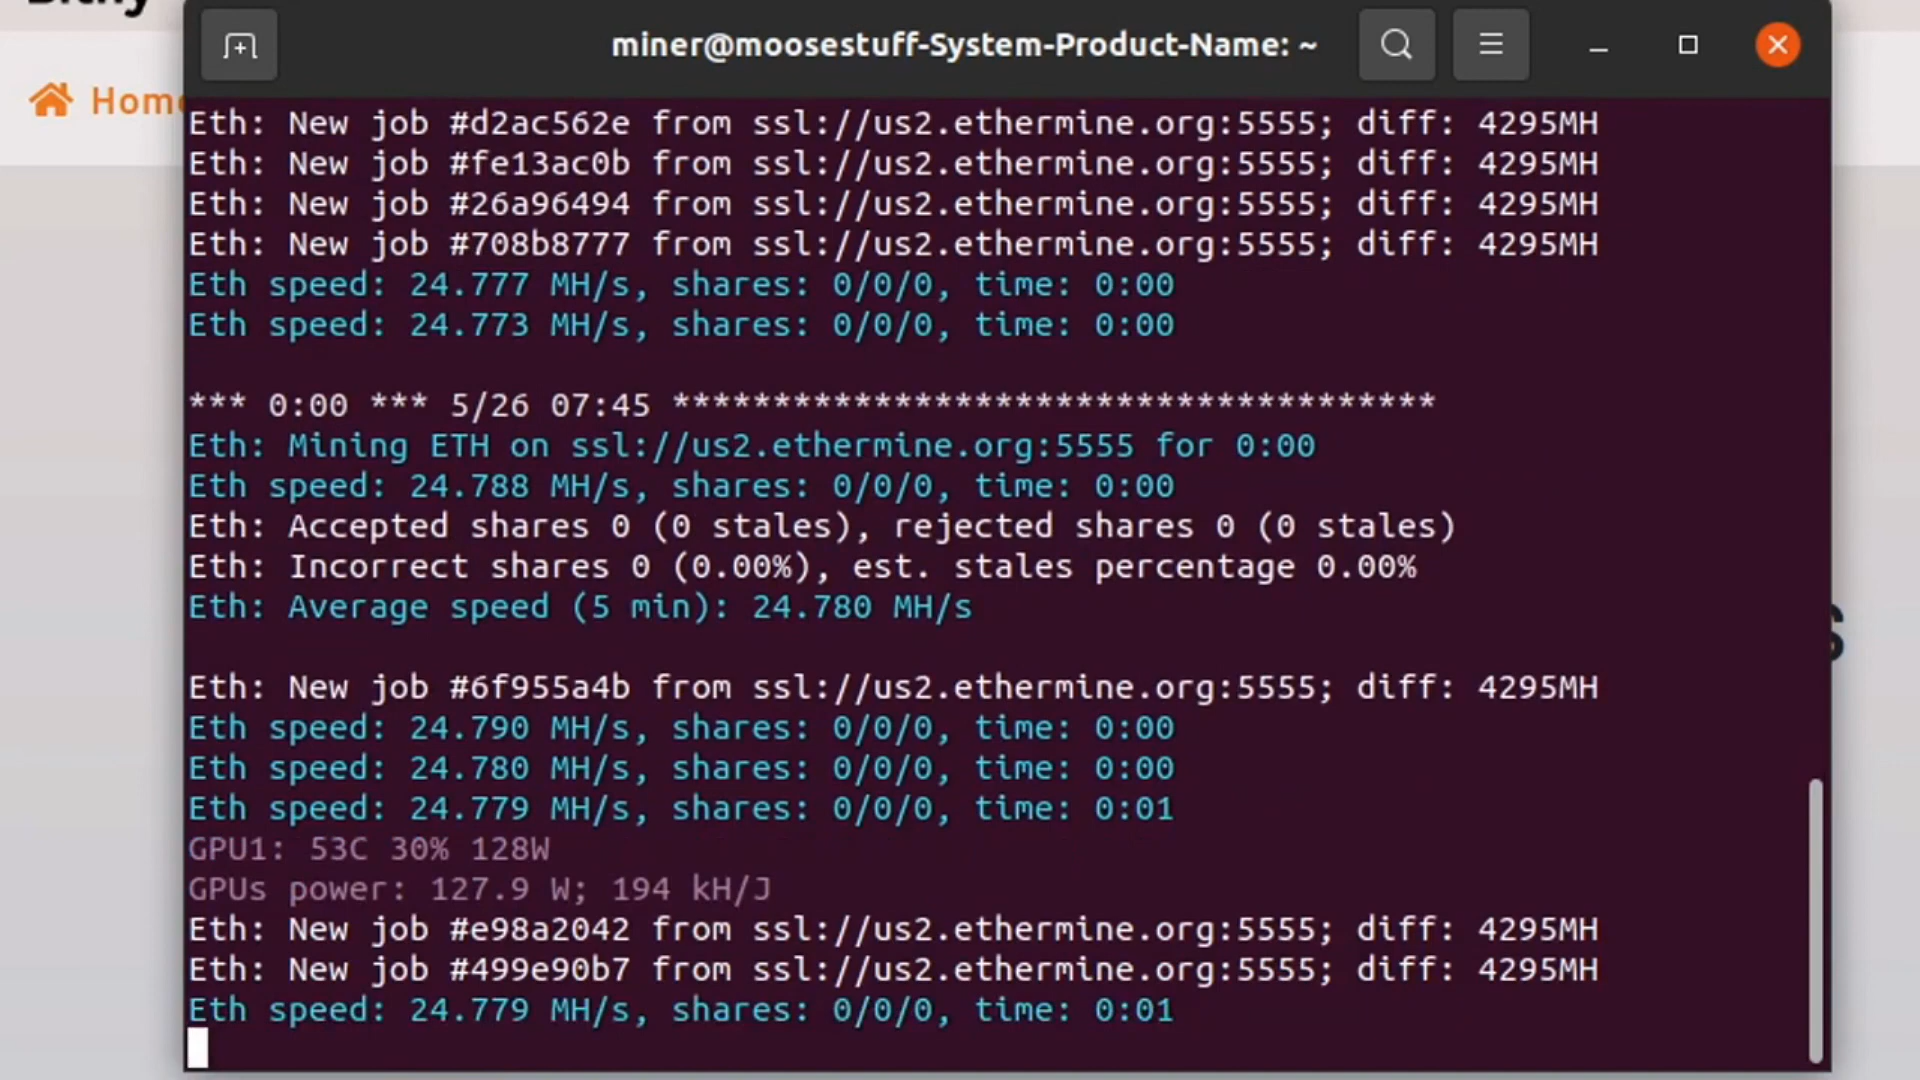 miner@moosestuff-System-Product-Name: ~
Home
Eth: New job #d2ac562e from ssl://us2.ethermine.org:5555; diff: 4295MH
Eth: New job #fe13ac0b from ssl://us2.ethermine.org:5555; diff: 4295MH
Eth: New job #26a96494 from ssl://us2.ethermine.org:5555; diff: 4295MH
Eth: New job #708b8777 from ssl://us2.ethermine.org:5555; diff: 4295MH
Eth speed: 24.777 MH/s, shares: 0/0/0, time: 0:00
Eth speed: 24.773 MH/s, shares: 0/0/0, time: 0:00
*** 0:00 *** 5/26 07:45 **************************************
Eth: Mining ETH on ssl://us2.ethermine.org:5555 for 0:00
Eth speed: 24.788 MH/s, shares: 0/0/0, time: 0:00
Eth: Accepted shares 0 (0 stales), rejected shares 0 (0 stales)
Eth: Incorrect shares 0 (0.00%), est. stales percentage 0.00%
Eth: Average speed (5 min): 24.780 MH/s
Eth: New job #6f955a4b from ssl://us2.ethermine.org:5555; diff: 4295MH
Eth speed: 24.790 MH/s, shares: 0/0/0, time: 0:00
Eth speed: 24.780 MH/s, shares: 0/0/0, time: 0:00
Eth speed: 24.779 MH/s, shares: 0/0/0, time: 0:01
GPU1: 53C 30% 128W
GPUs power: 127.9 W; 194 kH/J
Eth: New job #e98a2042 from ssl://us2.ethermine.org:5555; diff: 4295MH
Eth: New job #499e90b7 from ssl://us2.ethermine.org:5555; diff: 4295MH
Eth speed: 24.779 MH/s, shares: 0/0/0, time: 0:01